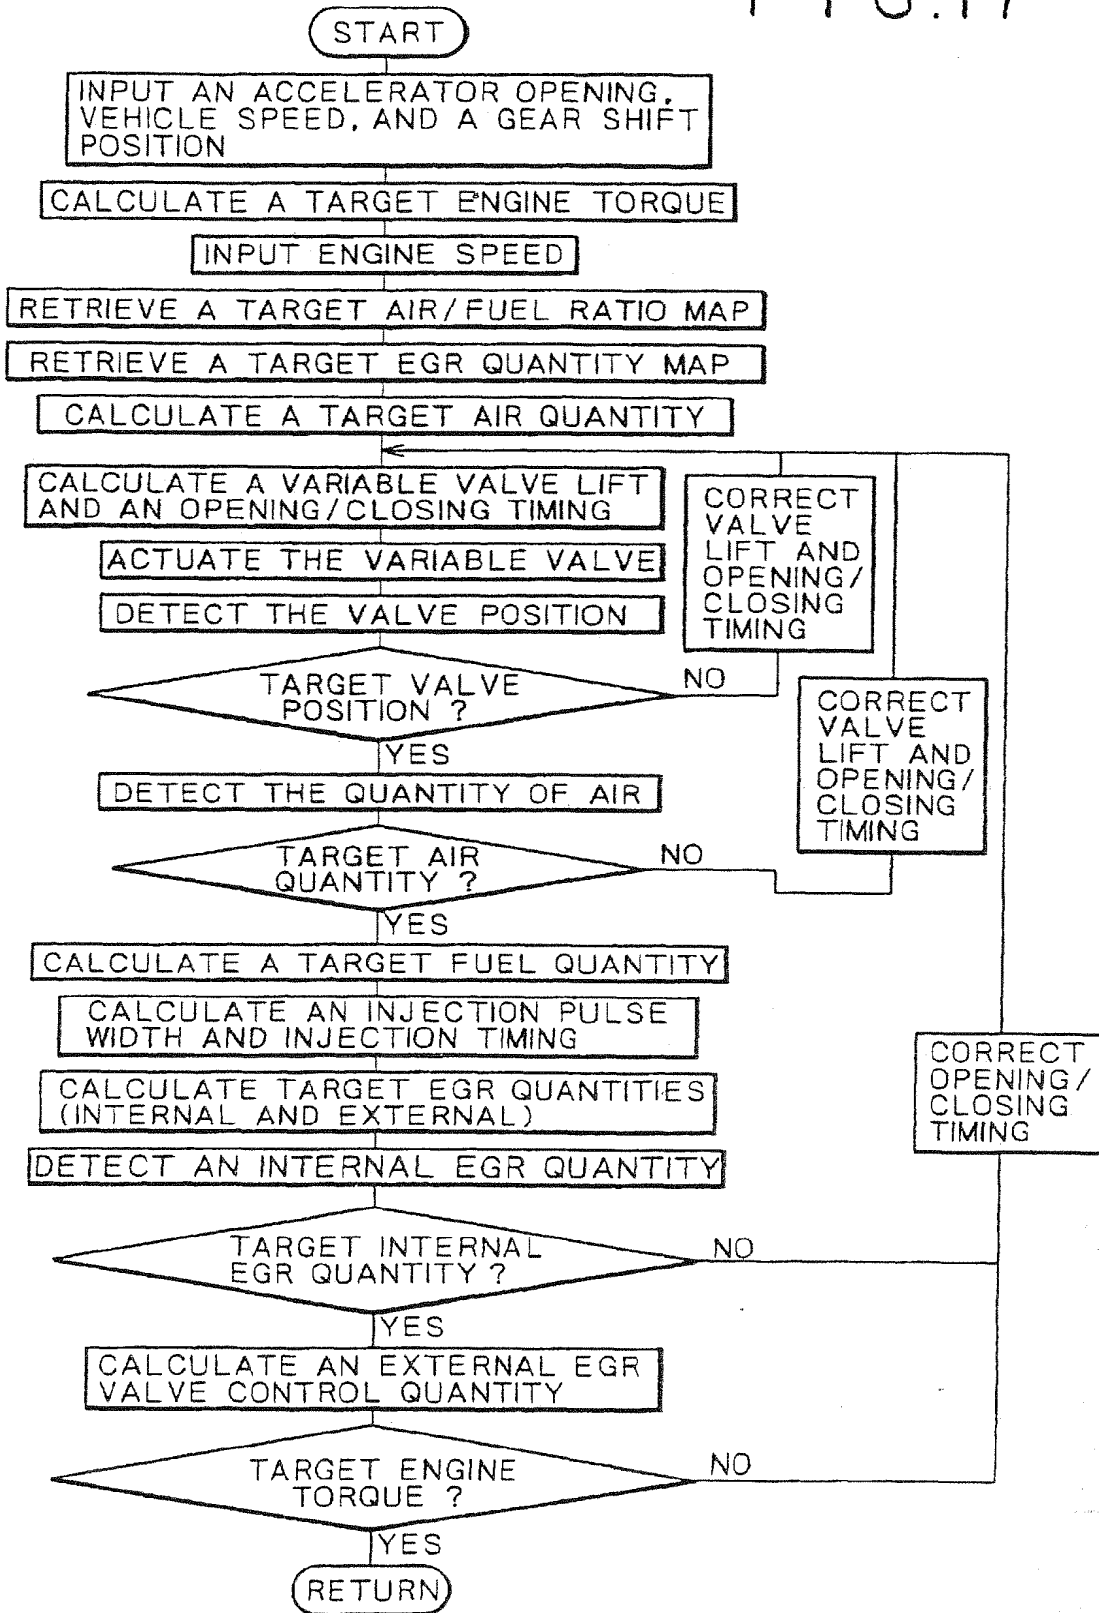 FIG.17
START
INPUT AN ACCELERATOR OPENING,
VEHICLE SPEED, AND A GEAR SHIFT
POSITION
CALCULATE A TARGET ENGINE TORQUE
INPUT ENGINE SPEED
RETRIEVE A TARGET AIR/FUEL RATIO MAP
RETRIEVE A TARGET EGR QUANTITY MAP
CALCULATE A TARGET AIR QUANTITY
CALCULATE A VARIABLE VALVE LIFT
AND AN OPENING/CLOSING TIMING
ACTUATE THE VARIABLE VALVE
DETECT THE VALVE POSITION
TARGET VALVE
POSITION ?
NO
CORRECT
VALVE
LIFT AND
OPENING/
CLOSING
TIMING
YES
DETECT THE QUANTITY OF AIR
TARGET AIR
QUANTITY ?
NO
CORRECT
VALVE
LIFT AND
OPENING/
CLOSING
TIMING
YES
CALCULATE A TARGET FUEL QUANTITY
CALCULATE AN INJECTION PULSE
WIDTH AND INJECTION TIMING
CALCULATE TARGET EGR QUANTITIES
(INTERNAL AND EXTERNAL)
DETECT AN INTERNAL EGR QUANTITY
TARGET INTERNAL
EGR QUANTITY ?
NO
CORRECT
OPENING/
CLOSING
TIMING
YES
CALCULATE AN EXTERNAL EGR
VALVE CONTROL QUANTITY
TARGET ENGINE
TORQUE ?
NO
YES
RETURN